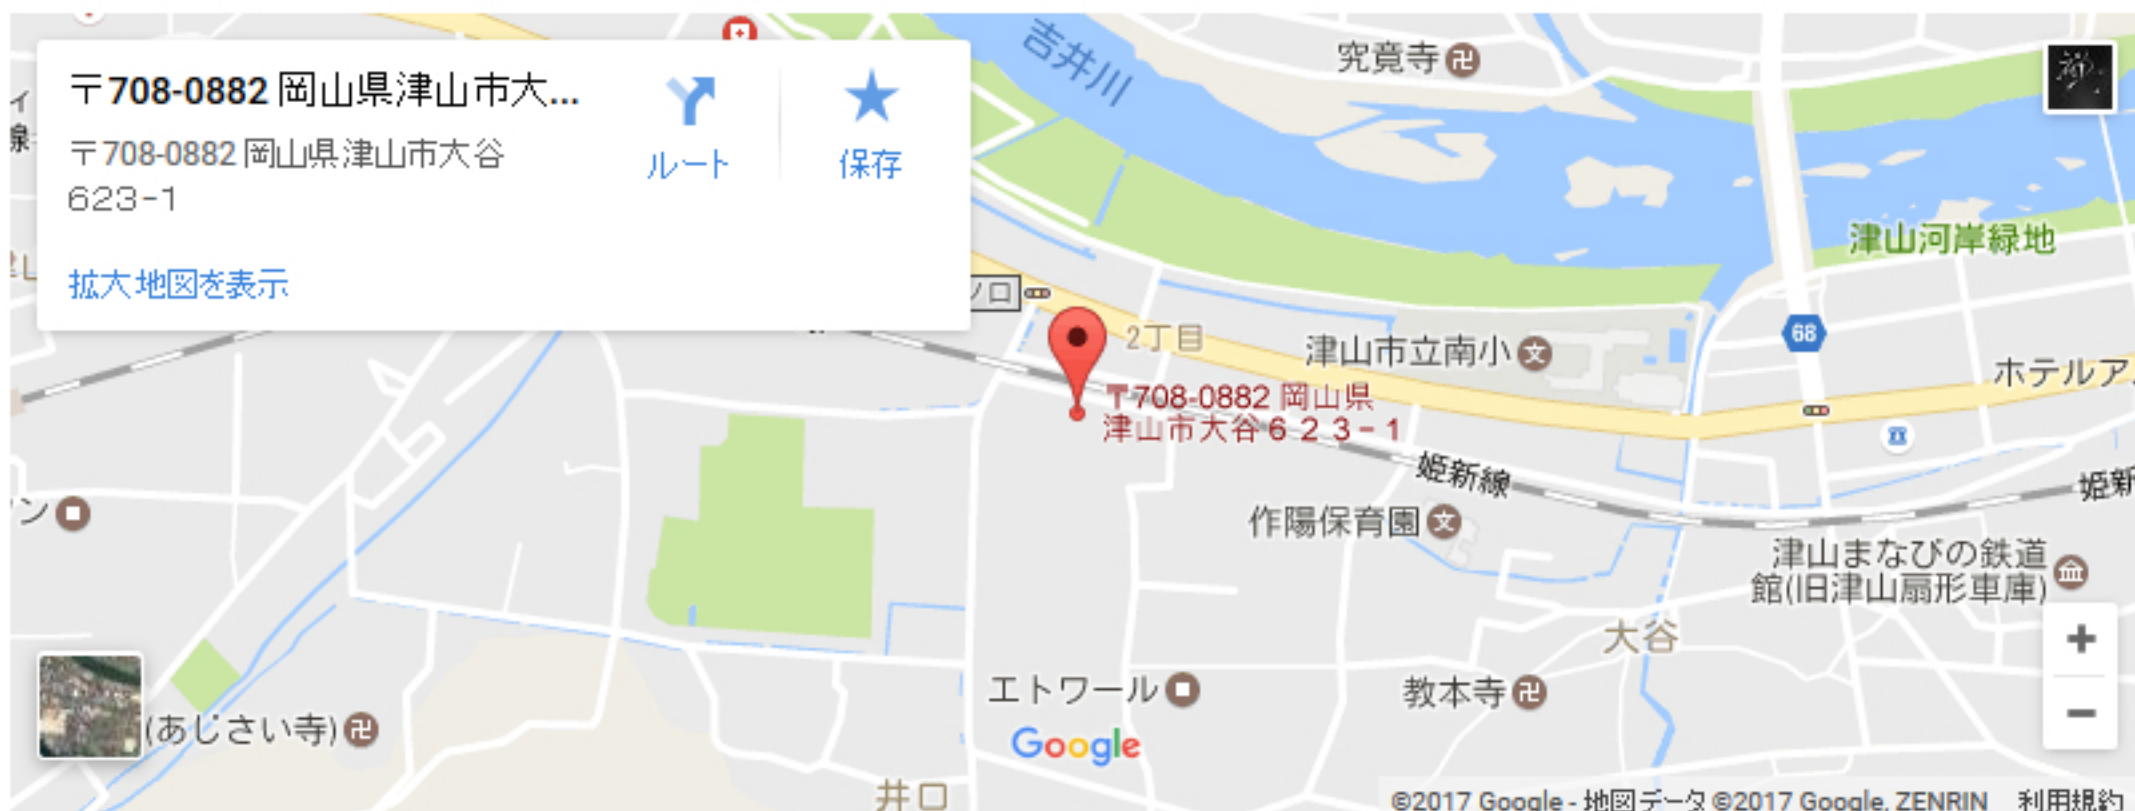 〒708-0882 岡山県津山市大...
〒708-0882 岡山県津山市大谷
623-1
ルート
保存
拡大地図を表示
吉井川
究竟寺
津山河岸緑地
2丁目
津山市立南小
68
ホテルア
〒708-0882 岡山県
津山市大谷６２３－１
姫新線
姫新
作陽保育園
津山まなびの鉄道
館(旧津山扇形車庫)
大谷
エトワール
教本寺
(あじさい寺)
Google
井口
©2017 Google - 地図データ ©2017 Google, ZENRIN 利用規約